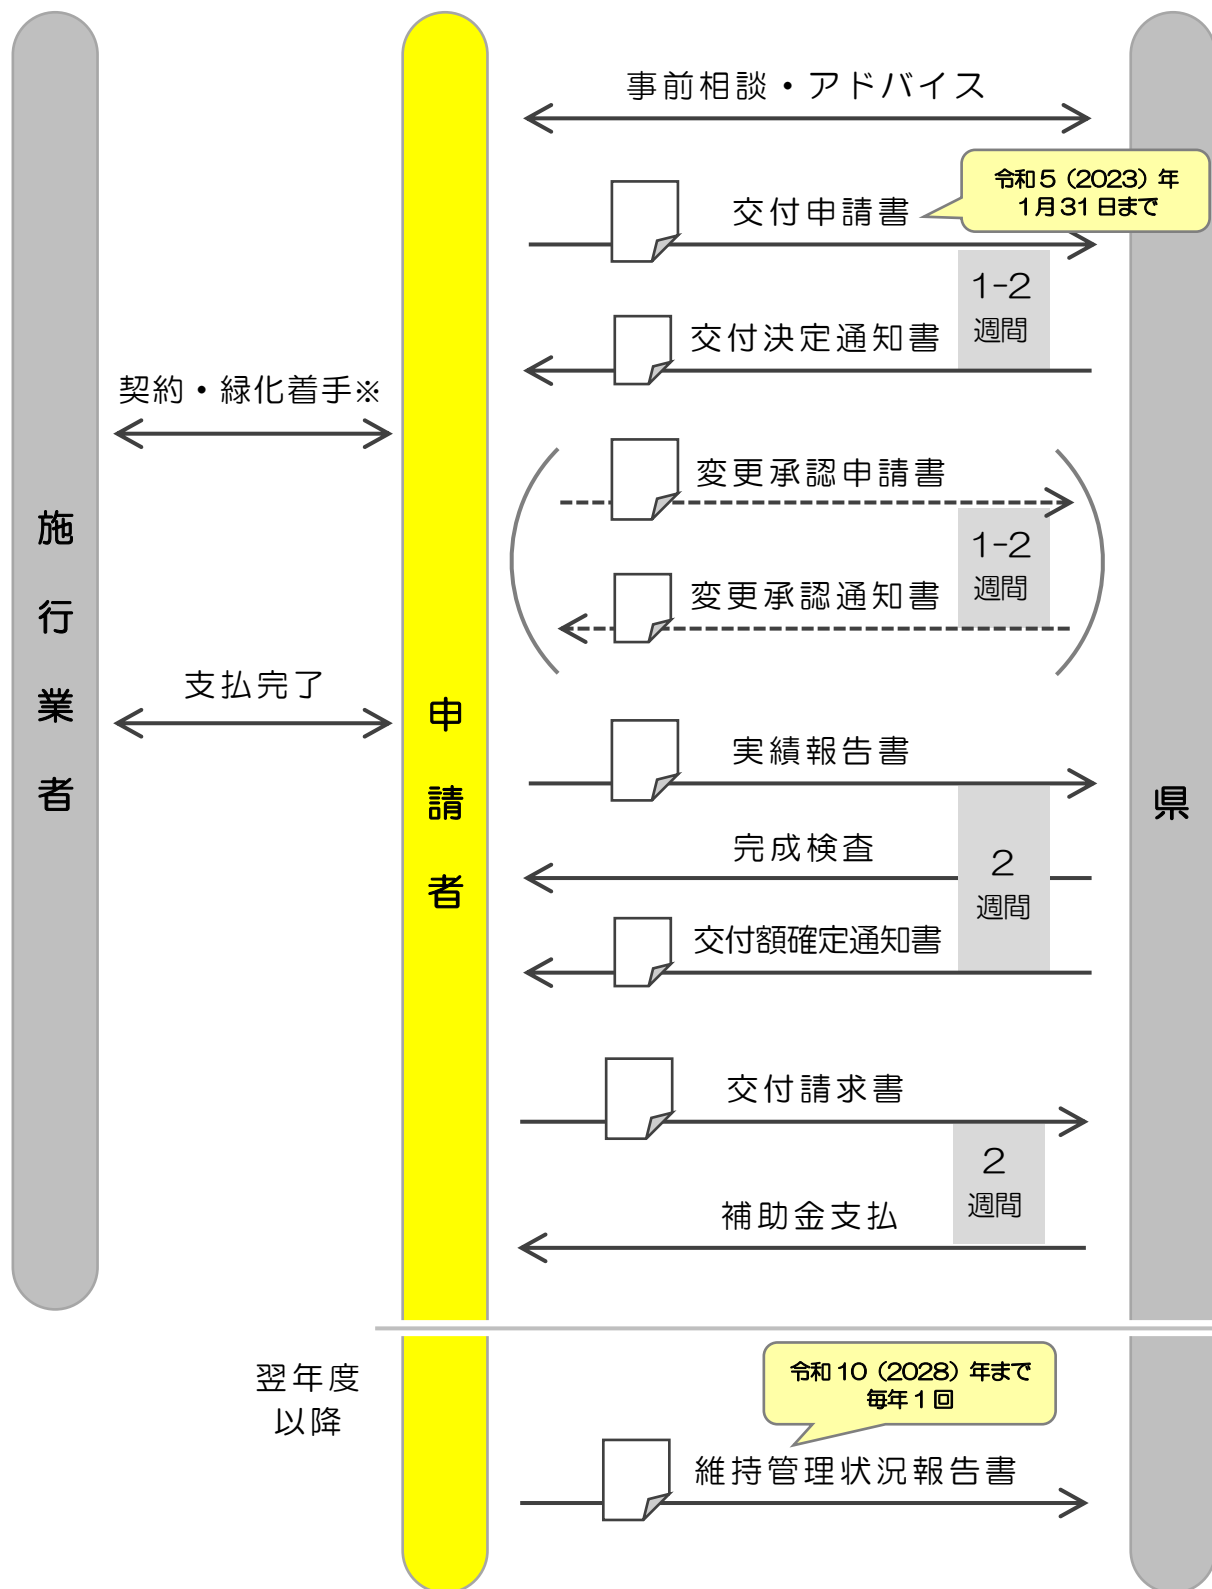 事前相談・アドバイス
令和５（2023）年
１月31日まで
交付申請書
1-2
週間
交付決定通知書
契約・緑化着手※
変更承認申請書
1-2
週間
変更承認通知書
支払完了
実績報告書
完成検査
2
週間
交付額確定通知書
交付請求書
2
週間
補助金支払
施行業者
申請者
県
翌年度
以降
令和10（2028）年まで
毎年１回
維持管理状況報告書